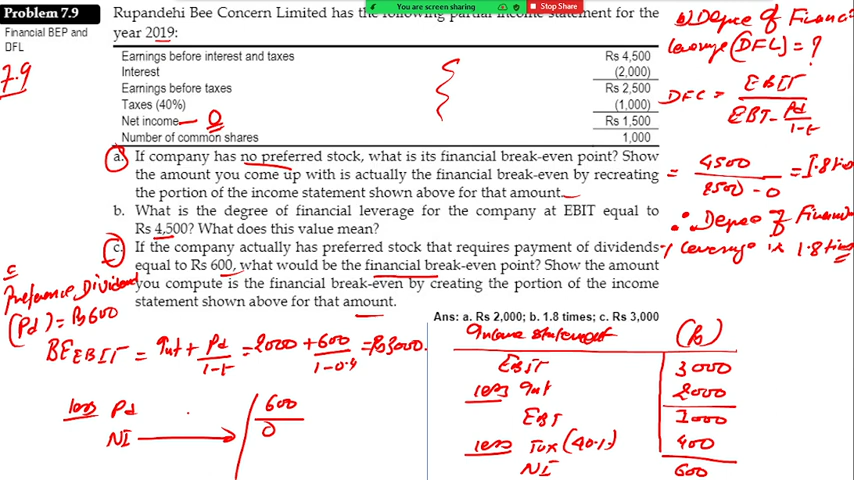 You are screen sharing
Stop Share
Problem 7.9
Financial BEP and
DFL
7.9
Rupandehi Bee Concern Limited has the following partial income statement for the
year 2019:
Earnings before interest and taxes Rs 4,500
Interest (2,000)
Earnings before taxes Rs 2,500
Taxes (40%) (1,000)
Net income 0 Rs 1,500
Number of common shares 1,000
a. If company has no preferred stock, what is its financial break-even point? Show
the amount you come up with is actually the financial break-even by recreating
the portion of the income statement shown above for that amount.
b. What is the degree of financial leverage for the company at EBIT equal to
Rs 4,500? What does this value mean?
c. If the company actually has preferred stock that requires payment of dividends
equal to Rs 600, what would be the financial break-even point? Show the amount
you compute is the financial break-even by creating the portion of the income
statement shown above for that amount.
Ans: a. Rs 2,000; b. 1.8 times; c. Rs 3,000
b) Degree of Financial
leverage (DFL) = ?
DFL = EBIT
EBT - Pd
1-t
= 4500 = 1.8 times
2500 - 0
∴ Degree of Financial
leverage is 1.8 times
c
Preference Dividend
(Pd) = Rs 600
BEEBIT = Int + Pd = 2000 + 600 = Rs 3000.
1-t 1-0.4
less Pd 600
NI 0
Income statement (Rs)
EBIT 3000
less Int 2000
EBT 1000
less Tax (40%) 400
NI 600